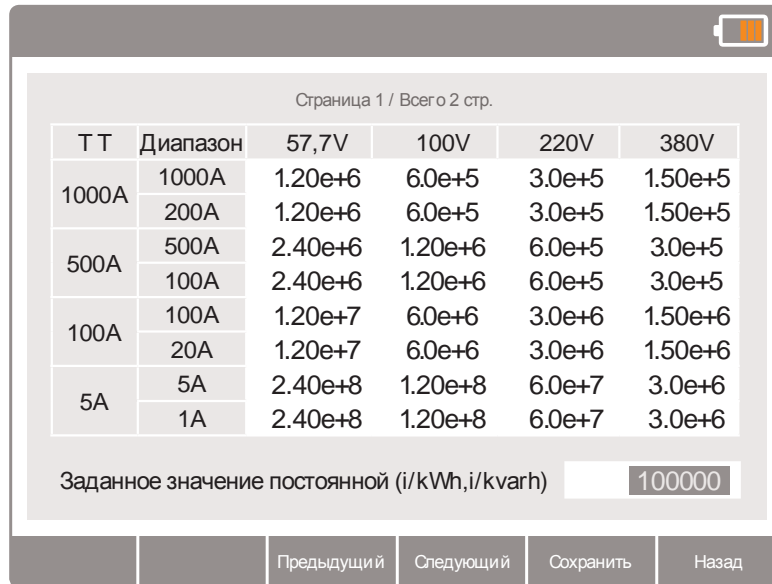 Страница 1 / Всего 2 стр.
Т Т Диапазон 57,7V 100V 220V 380V
1000A 1000A 1.20e+6 6.0e+5 3.0e+5 1.50e+5
200A 1.20e+6 6.0e+5 3.0e+5 1.50e+5
500A 500A 2.40e+6 1.20e+6 6.0e+5 3.0e+5
100A 2.40e+6 1.20e+6 6.0e+5 3.0e+5
100A 100A 1.20e+7 6.0e+6 3.0e+6 1.50e+6
20A 1.20e+7 6.0e+6 3.0e+6 1.50e+6
5A 5A 2.40e+8 1.20e+8 6.0e+7 3.0e+6
1A 2.40e+8 1.20e+8 6.0e+7 3.0e+6
Заданное значение постоянной (i/kWh,i/kvarh) 100000
Предыдущий Следующий Сохранить Назад